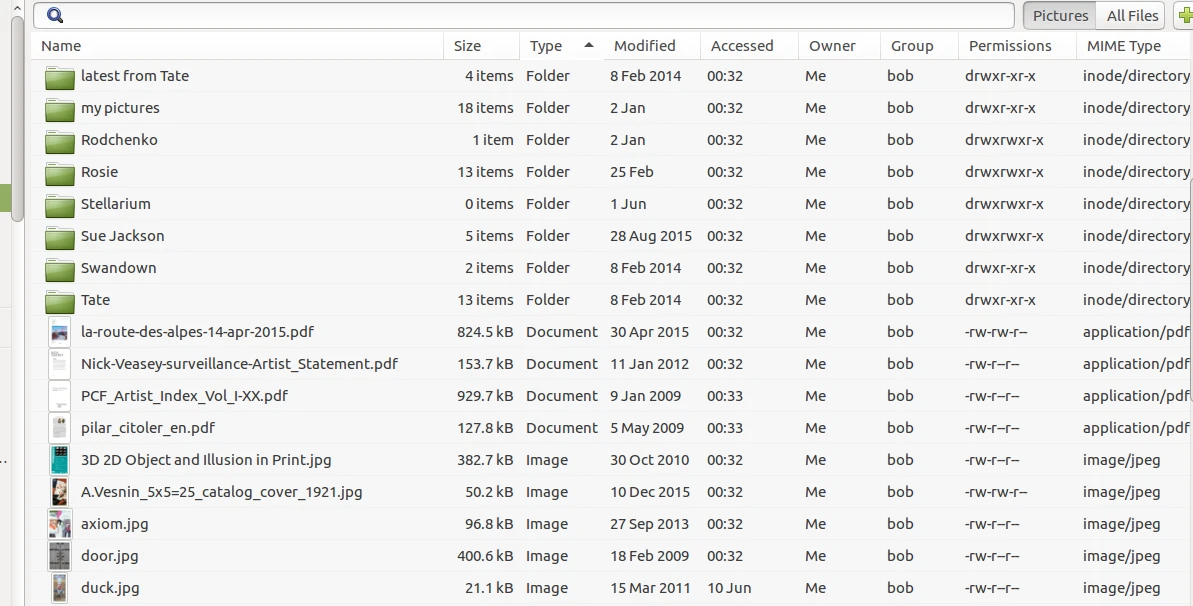 Pictures All Files
Name Size Type Modified Accessed Owner Group Permissions MIME Type
latest from Tate 4 items Folder 8 Feb 2014 00:32 Me bob drwxr-xr-x inode/directory
my pictures 18 items Folder 2 Jan 00:32 Me bob drwxr-xr-x inode/directory
Rodchenko 1 item Folder 2 Jan 00:32 Me bob drwxrwxr-x inode/directory
Rosie 13 items Folder 25 Feb 00:32 Me bob drwxrwxr-x inode/directory
Stellarium 0 items Folder 1 Jun 00:32 Me bob drwxrwxr-x inode/directory
Sue Jackson 5 items Folder 28 Aug 2015 00:32 Me bob drwxrwxr-x inode/directory
Swandown 2 items Folder 8 Feb 2014 00:32 Me bob drwxr-xr-x inode/directory
Tate 13 items Folder 8 Feb 2014 00:32 Me bob drwxr-xr-x inode/directory
la-route-des-alpes-14-apr-2015.pdf 824.5 kB Document 30 Apr 2015 00:32 Me bob -rw-rw-r-- application/pdf
Nick-Veasey-surveillance-Artist_Statement.pdf 153.7 kB Document 11 Jan 2012 00:32 Me bob -rw-r--r-- application/pdf
PCF_Artist_Index_Vol_I-XX.pdf 929.7 kB Document 9 Jan 2009 00:33 Me bob -rw-r--r-- application/pdf
pilar_citoler_en.pdf 127.8 kB Document 5 May 2009 00:33 Me bob -rw-r--r-- application/pdf
3D 2D Object and Illusion in Print.jpg 382.7 kB Image 30 Oct 2010 00:32 Me bob -rw-r--r-- image/jpeg
A.Vesnin_5x5=25_catalog_cover_1921.jpg 50.2 kB Image 10 Dec 2015 00:32 Me bob -rw-rw-r-- image/jpeg
axiom.jpg 96.8 kB Image 27 Sep 2013 00:32 Me bob -rw-r--r-- image/jpeg
door.jpg 400.6 kB Image 18 Feb 2009 00:32 Me bob -rw-r--r-- image/jpeg
duck.jpg 21.1 kB Image 15 Mar 2011 10 Jun Me bob -rw-r--r-- image/jpeg